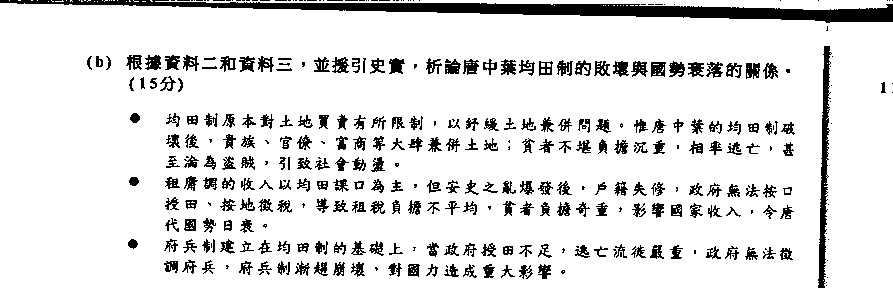 (b) 根據資料二和資料三，並援引史實，析論唐中葉均田制的敗壞與國勢衰落的關係。
(15分)
● 均田制原本對土地買賣有所限制，以紓緩土地兼併問題。惟唐中葉的均田制破
壞後，貴族、官僚、富商等大肆兼併土地；貧者不堪負擔沉重，相率逃亡，甚
至淪為盜賊，引致社會動盪。
● 租庸調的收入以均田課口為主，但安史之亂爆發後，戶籍失修，政府無法按口
授田、按地徵稅，導致租稅負擔不平均，貧者負擔奇重，影響國家收入，令唐
代國勢日衰。
● 府兵制建立在均田制的基礎上，當政府授田不足，逃亡流徙嚴重，政府無法徵
調府兵，府兵制漸趨崩壞，對國力造成重大影響。